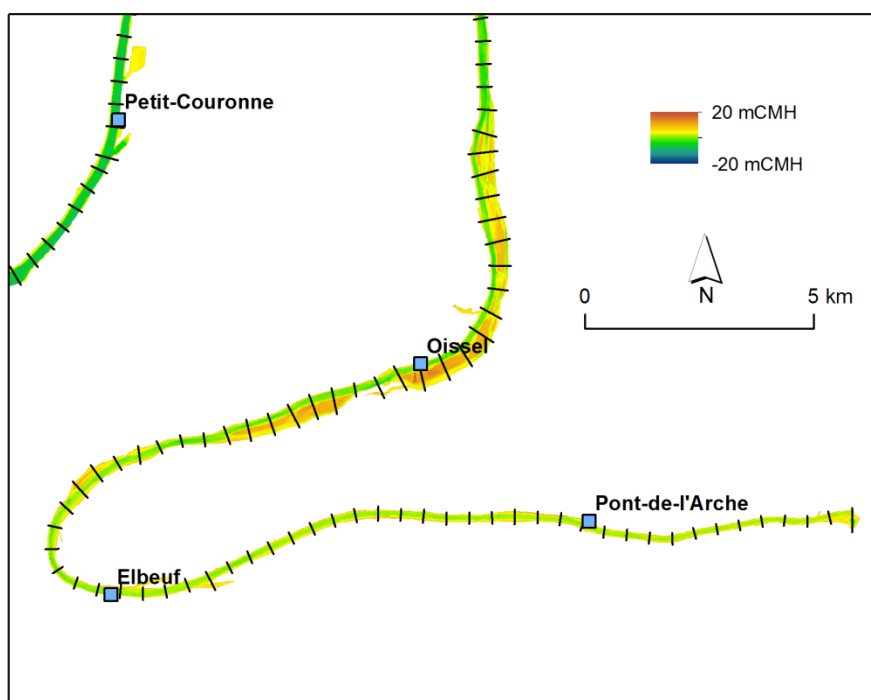 Petit-Couronne
20 mCMH
-20 mCMH
N
0 5 km
Oissel
Pont-de-l'Arche
Elbeuf